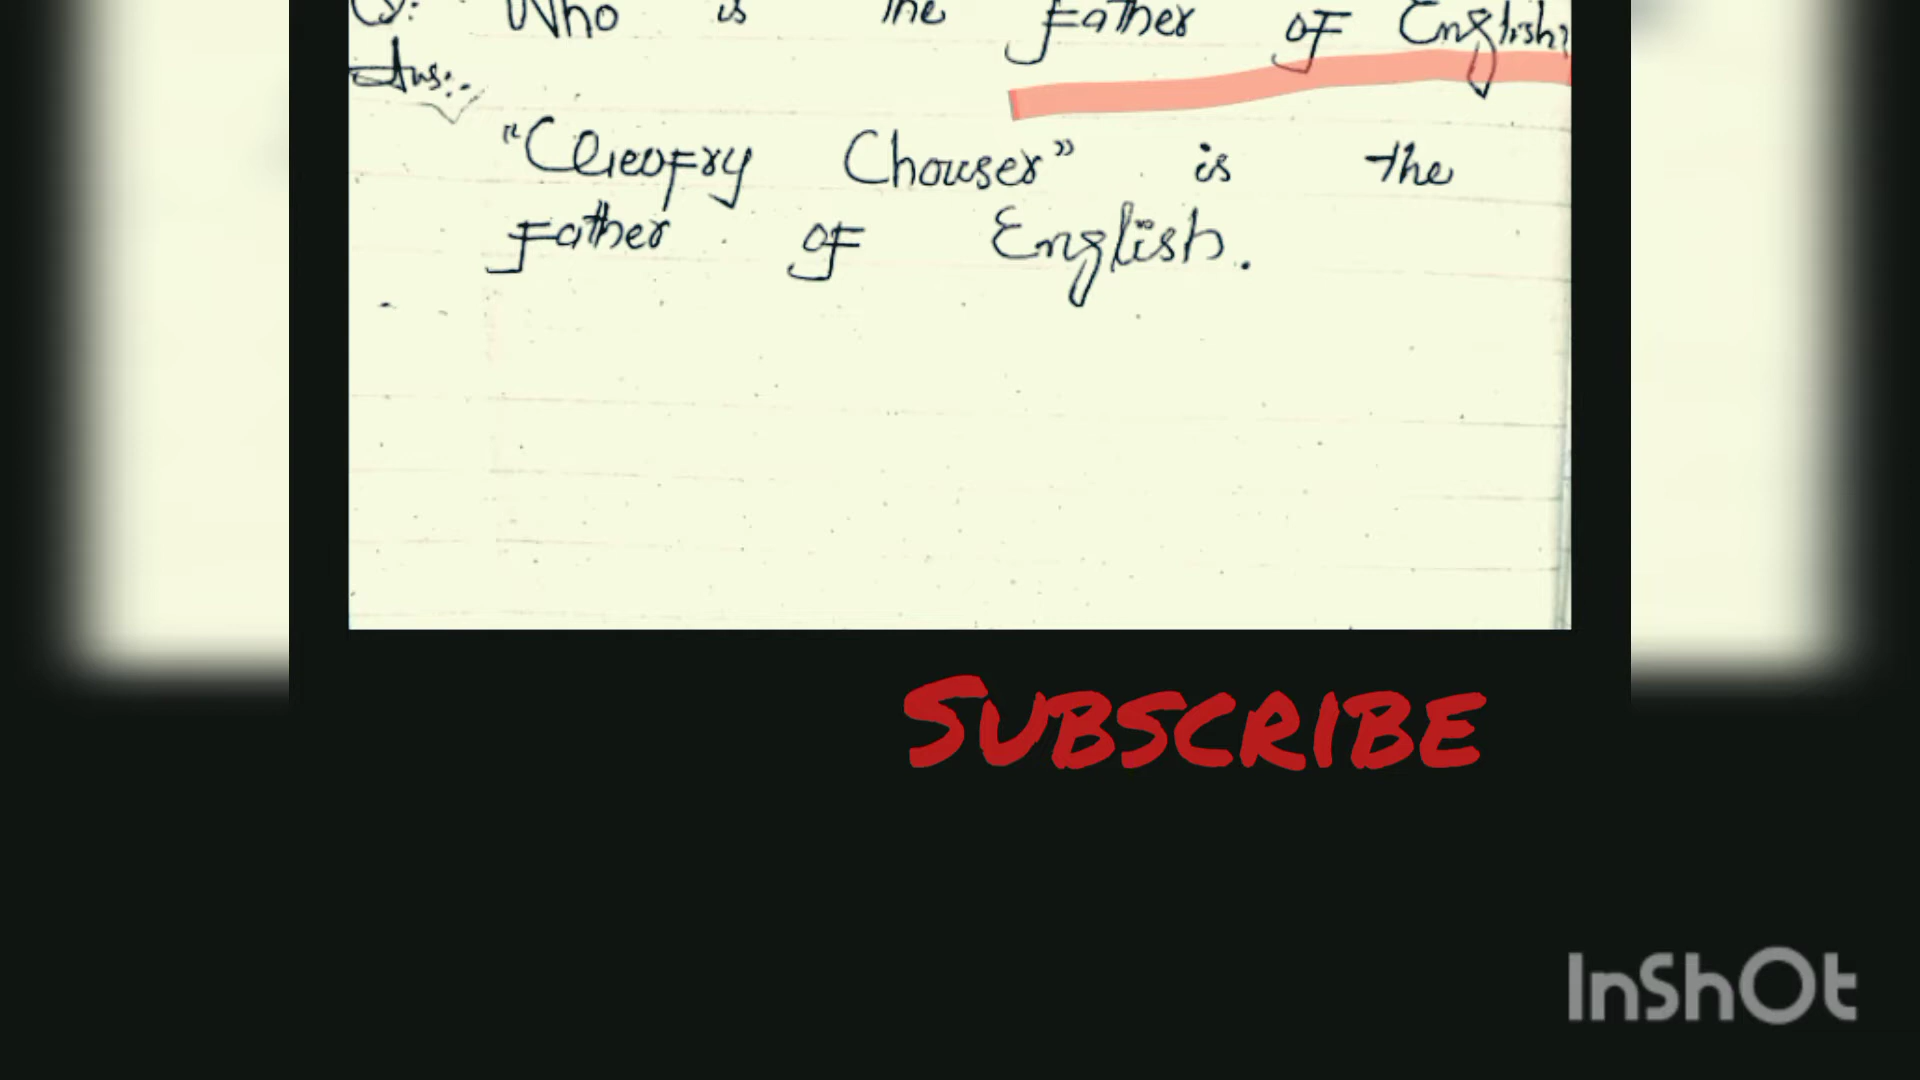 Q: Who is the Father of English?
Ans:-
"Cleofry Chouser" is the
Father of English.
SUBSCRIBE
InShOt